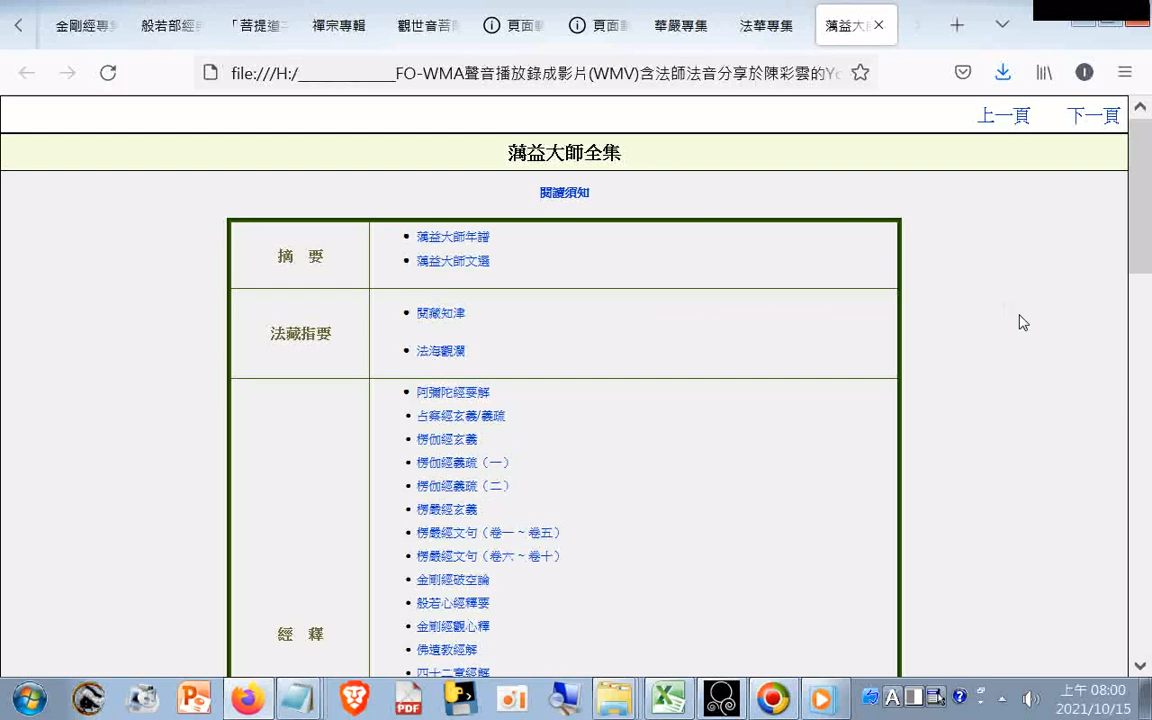 金剛經專
般若部經
「菩提道
禪宗專輯
觀世音菩
頁面
頁面
華嚴專集
法華專集
蕅益大
file:///H:/____________FO-WMA聲音播放錄成影片(WMV)含法師法音分享於陳彩雲的Yo
上一頁 下一頁
蕅益大師全集
閱讀須知
摘 要
蕅益大師年譜
蕅益大師文選
法藏指要
閱藏知津
法海觀瀾
經 釋
阿彌陀經要解
占察經玄義/義疏
楞伽經玄義
楞伽經義疏（一）
楞伽經義疏（二）
楞嚴經玄義
楞嚴經文句（卷一～卷五）
楞嚴經文句（卷六～卷十）
金剛經破空論
般若心經釋要
金剛經觀心釋
佛遺教經解
四十二章經解
上午 08:00
2021/10/15